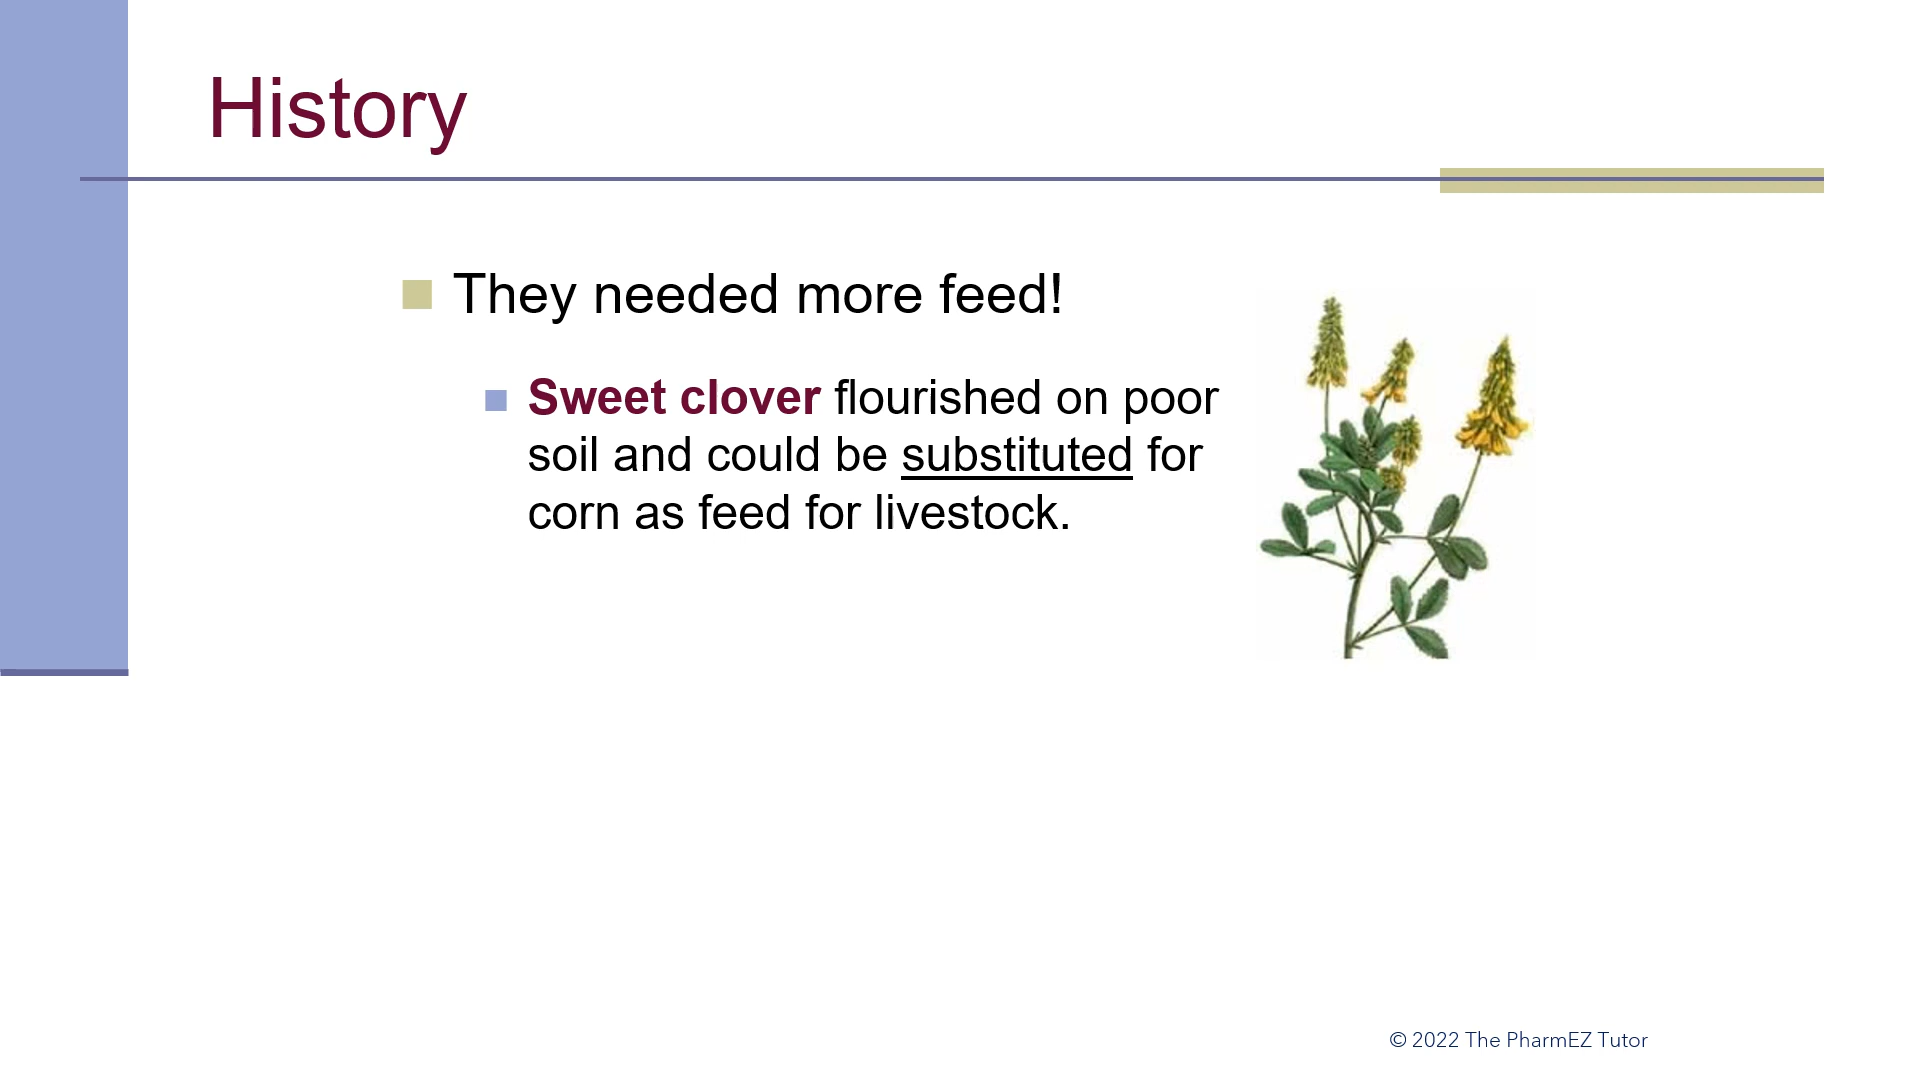 History
They needed more feed!
Sweet clover flourished on poor
soil and could be substituted for
corn as feed for livestock.
© 2022 The PharmEZ Tutor